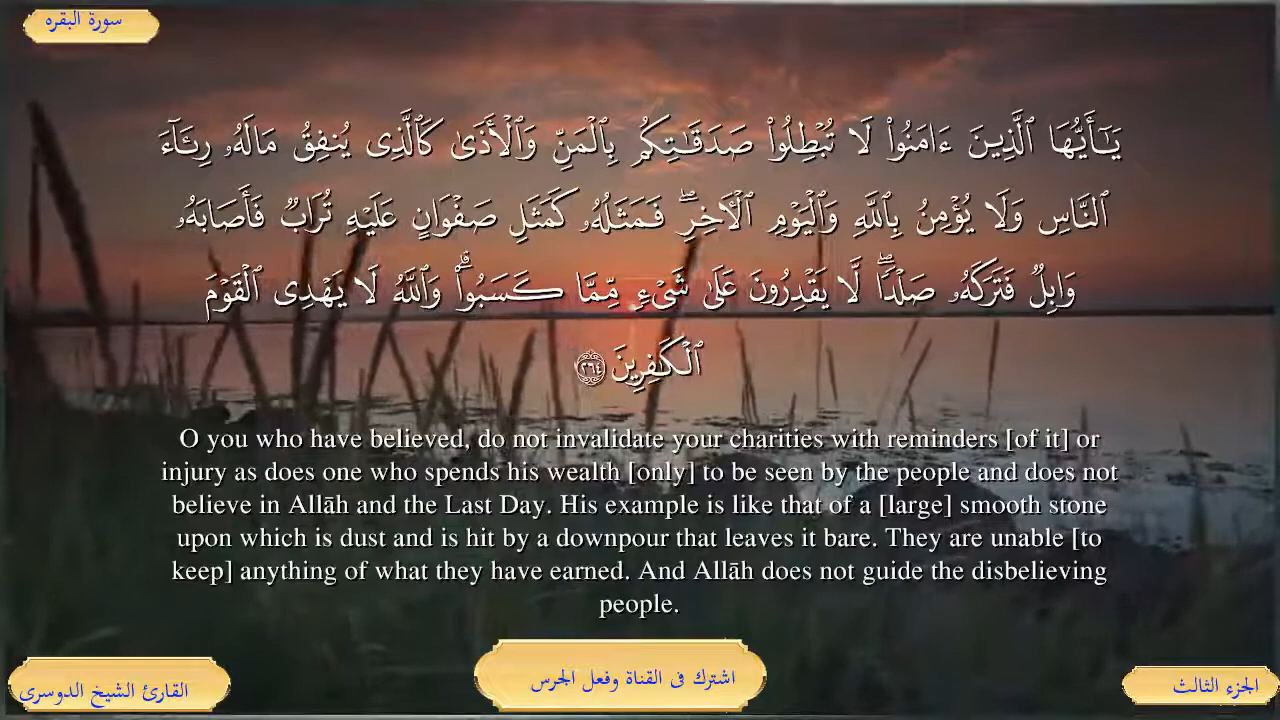 سورة البقره
يَـٰٓأَيُّهَا ٱلَّذِينَ ءَامَنُوا۟ لَا تُبْطِلُوا۟ صَدَقَـٰتِكُم بِٱلْمَنِّ وَٱلْأَذَىٰ كَٱلَّذِى يُنفِقُ مَالَهُۥ رِئَآءَ
ٱلنَّاسِ وَلَا يُؤْمِنُ بِٱللَّهِ وَٱلْيَوْمِ ٱلْـَٔاخِرِ ۖ فَمَثَلُهُۥ كَمَثَلِ صَفْوَانٍ عَلَيْهِ تُرَابٌ فَأَصَابَهُۥ
وَابِلٌ فَتَرَكَهُۥ صَلْدًا ۖ لَّا يَقْدِرُونَ عَلَىٰ شَىْءٍ مِّمَّا كَسَبُوا۟ ۗ وَٱللَّهُ لَا يَهْدِى ٱلْقَوْمَ
ٱلْكَـٰفِرِينَ ٢٦٤
O you who have believed, do not invalidate your charities with reminders [of it] or
injury as does one who spends his wealth [only] to be seen by the people and does not
believe in Allāh and the Last Day. His example is like that of a [large] smooth stone
upon which is dust and is hit by a downpour that leaves it bare. They are unable [to
keep] anything of what they have earned. And Allāh does not guide the disbelieving
people.
الجزء الثالث
اشترك فى القناة وفعل الجرس
القارئ الشيخ الدوسرى